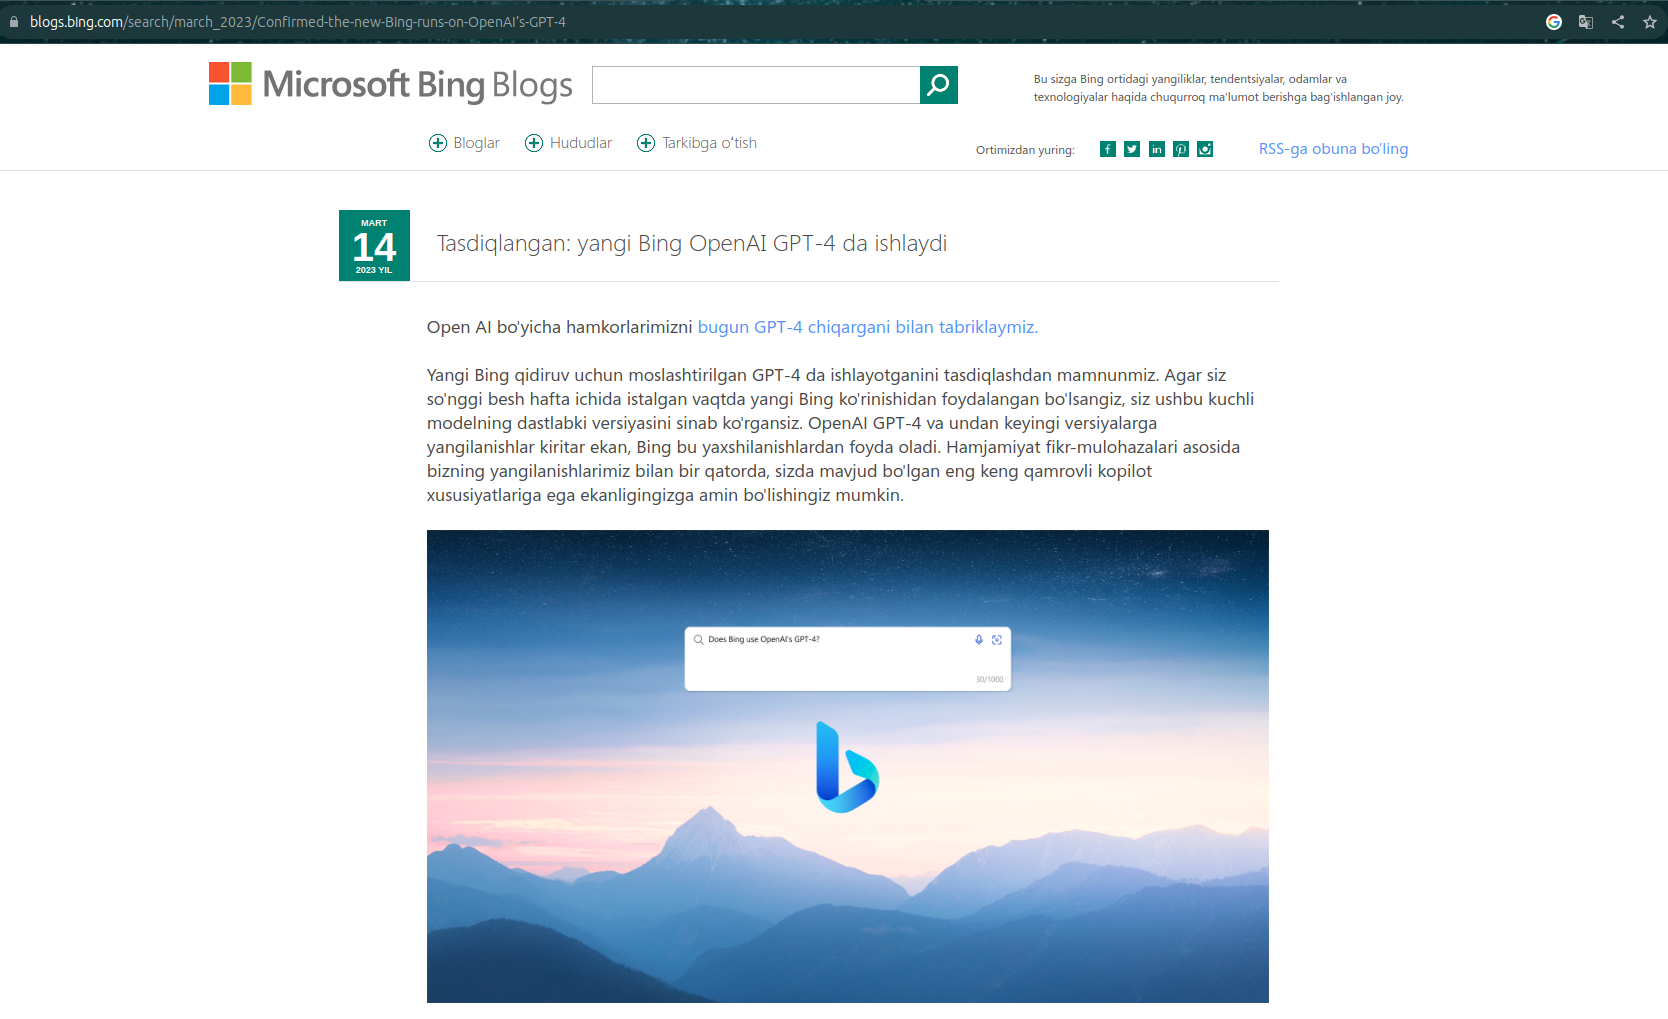 blogs.bing.com/search/march_2023/Confirmed-the-new-Bing-runs-on-OpenAI’s-GPT-4
Microsoft Bing Blogs
Bu sizga Bing ortidagi yangiliklar, tendentsiyalar, odamlar va
texnologiyalar haqida chuqurroq ma'lumot berishga bag'ishlangan joy.
Bloglar
Hududlar
Tarkibga oʻtish
Ortimizdan yuring:
RSS-ga obuna bo'ling
MART
14
2023 YIL
Tasdiqlangan: yangi Bing OpenAI GPT-4 da ishlaydi
Open AI bo'yicha hamkorlarimizni bugun GPT-4 chiqargani bilan tabriklaymiz.
Yangi Bing qidiruv uchun moslashtirilgan GPT-4 da ishlayotganini tasdiqlashdan mamnunmiz. Agar siz
so'nggi besh hafta ichida istalgan vaqtda yangi Bing ko'rinishidan foydalangan bo'lsangiz, siz ushbu kuchli
modelning dastlabki versiyasini sinab ko'rgansiz. OpenAI GPT-4 va undan keyingi versiyalarga
yangilanishlar kiritar ekan, Bing bu yaxshilanishlardan foyda oladi. Hamjamiyat fikr-mulohazalari asosida
bizning yangilanishlarimiz bilan bir qatorda, sizda mavjud bo'lgan eng keng qamrovli kopilot
xususiyatlariga ega ekanligingizga amin bo'lishingiz mumkin.
Does Bing use OpenAI's GPT-4?
30/1000